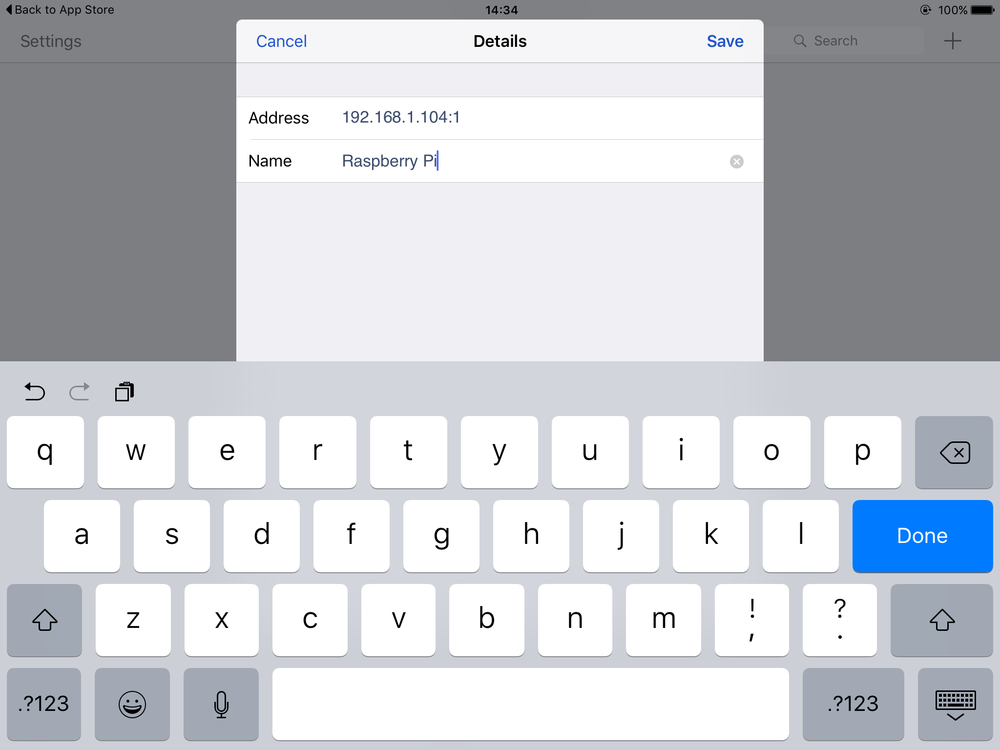 Back to App Store 14:34 100%
Settings Cancel Details Save Search
Address 192.168.1.104:1
Name Raspberry Pi
q w e r t y u i o p
a s d f g h j k l Done
z x c v b n m ! , ? .
.?123 .?123